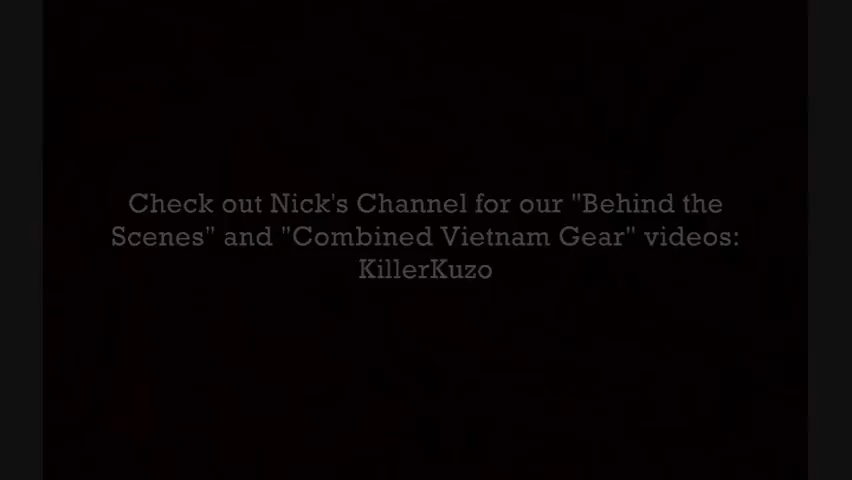 Check out Nick's Channel for our "Behind the
Scenes" and "Combined Vietnam Gear" videos:
KillerKuzo